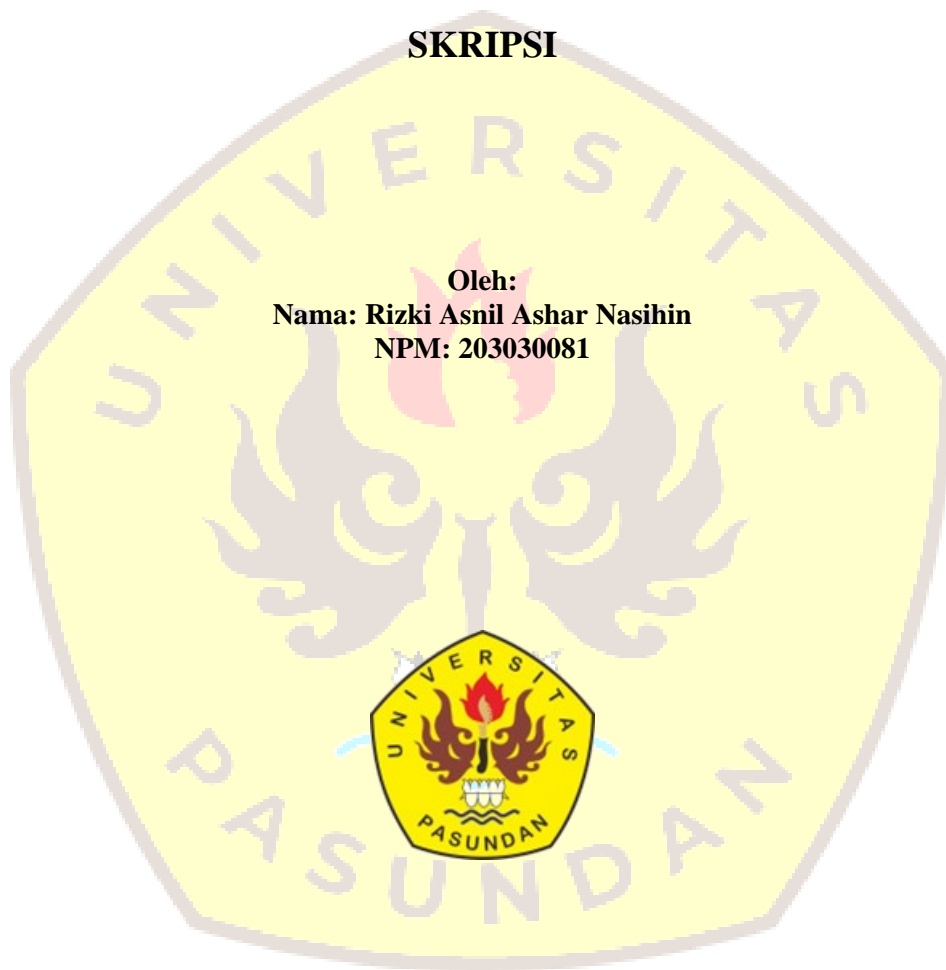 SKRIPSI
UNIVERSITAS
Oleh:
Nama: Rizki Asnil Ashar Nasihin
NPM: 203030081
UNIVERSITAS
PASUNDAN
PASUNDAN